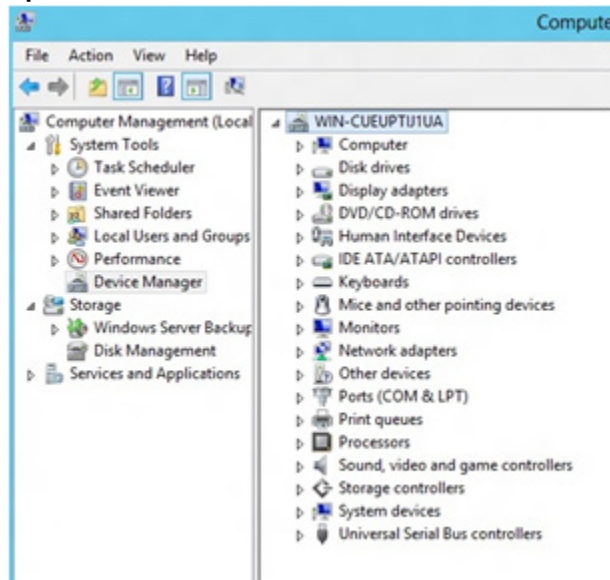 Compute
File Action View Help
Computer Management (Local
System Tools
Task Scheduler
Event Viewer
Shared Folders
Local Users and Groups
Performance
Device Manager
Storage
Windows Server Backup
Disk Management
Services and Applications
WIN-CUEUPTIJ1UA
Computer
Disk drives
Display adapters
DVD/CD-ROM drives
Human Interface Devices
IDE ATA/ATAPI controllers
Keyboards
Mice and other pointing devices
Monitors
Network adapters
Other devices
Ports (COM & LPT)
Print queues
Processors
Sound, video and game controllers
Storage controllers
System devices
Universal Serial Bus controllers